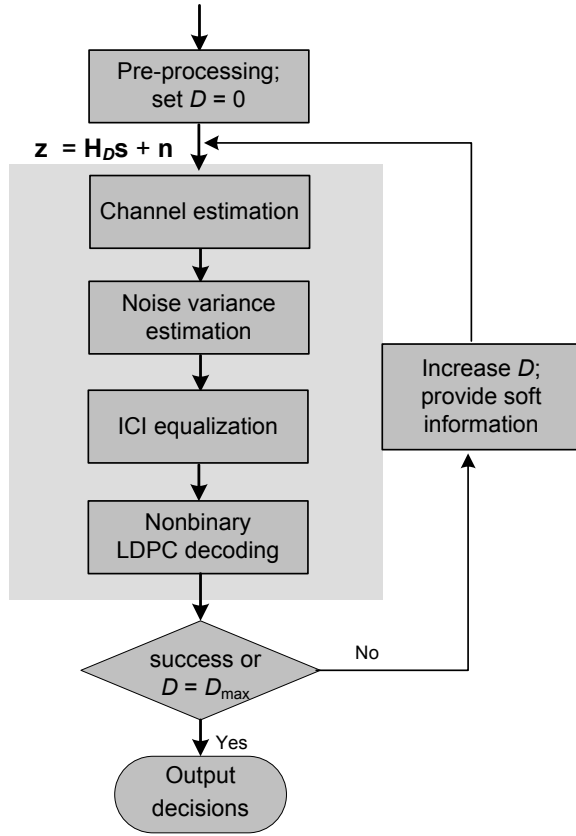 Pre-processing;
set D = 0
z = H_D s + n
Channel estimation
Noise variance
estimation
ICI equalization
Nonbinary
LDPC decoding
Increase D;
provide soft
information
success or
D = D_max
No
Yes
Output
decisions